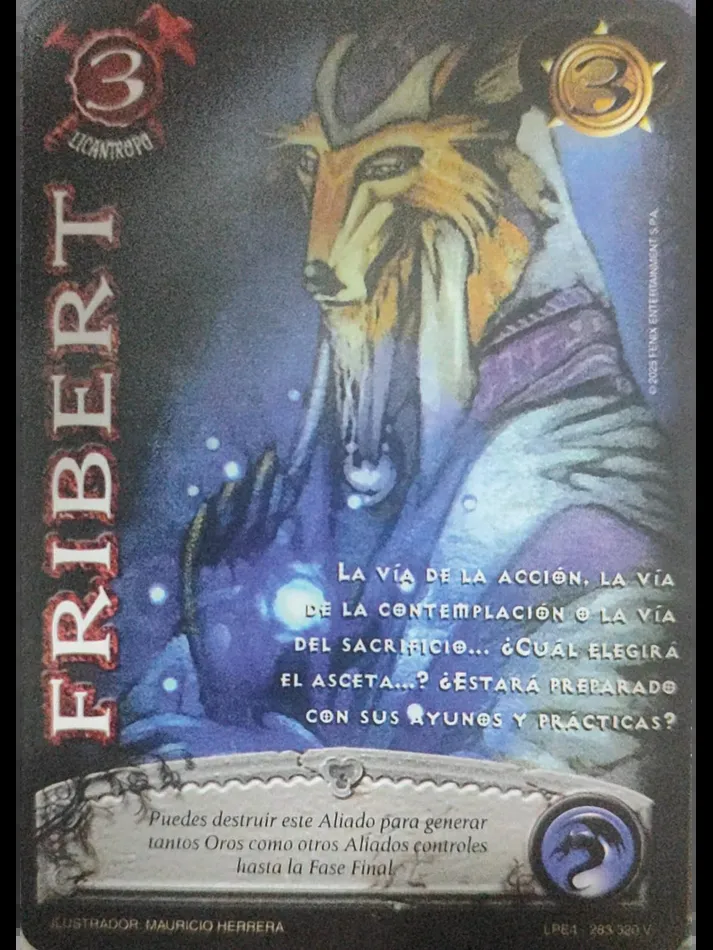 3
LICANTROPO
3
FRIBERT
© 2025 FENIX ENTERTAINMENT S.P.A.
LA VÍA DE LA ACCIÓN, LA VÍA
DE LA CONTEMPLACIÓN O LA VÍA
DEL SACRIFICIO... ¿CUÁL ELEGIRÁ
EL ASCETA...? ¿ESTARÁ PREPARADO
CON SUS AYUNOS Y PRÁCTICAS?
Puedes destruir este Aliado para generar
tantos Oros como otros Aliados controles
hasta la Fase Final.
ILUSTRADOR: MAURICIO HERRERA
LPE4 - 283/320 V